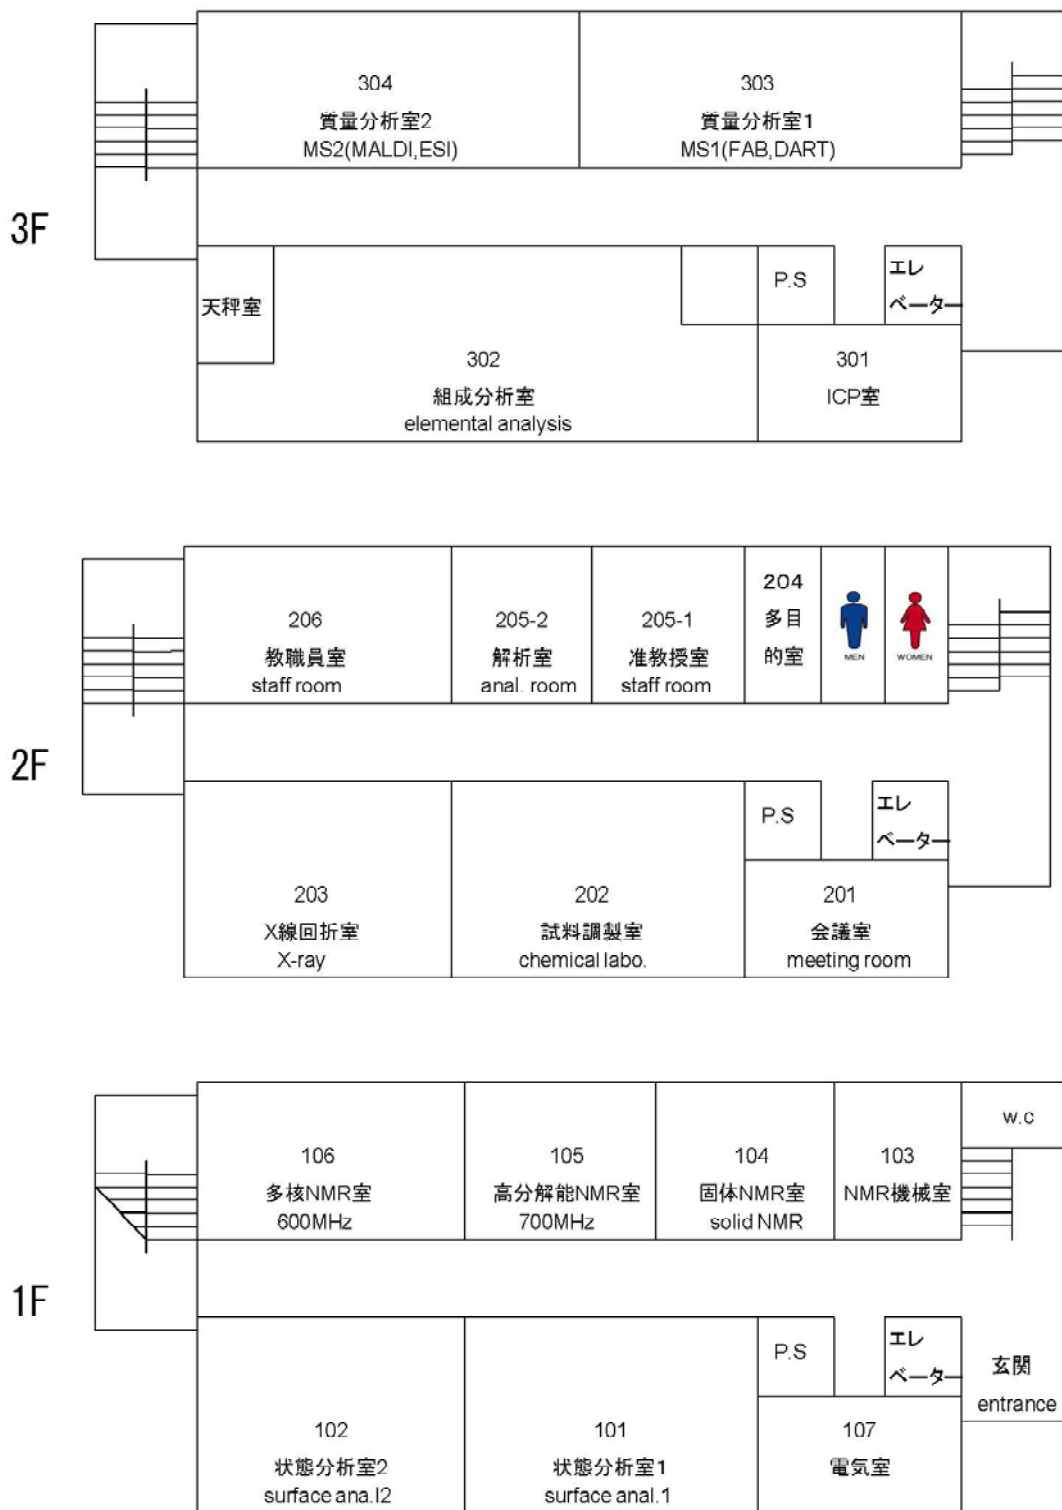 3F
304
質量分析室2
MS2(MALDI,ESI)
303
質量分析室1
MS1(FAB,DART)
天秤室
302
組成分析室
elemental analysis
P.S
エレ
ベーター
301
ICP室
2F
206
教職員室
staff room
205-2
解析室
anal. room
205-1
准教授室
staff room
204
多目
的室
MEN
WOMEN
203
X線回折室
X-ray
202
試料調製室
chemical labo.
P.S
エレ
ベーター
201
会議室
meeting room
1F
106
多核NMR室
600MHz
105
高分解能NMR室
700MHz
104
固体NMR室
solid NMR
103
NMR機械室
w.c
102
状態分析室2
surface ana.l2
101
状態分析室1
surface anal.1
P.S
エレ
ベーター
107
電気室
玄関
entrance